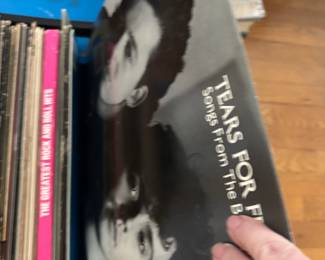 THE GREATEST ROCK AND ROLL HITS
TEARS FOR F
Songs From The B